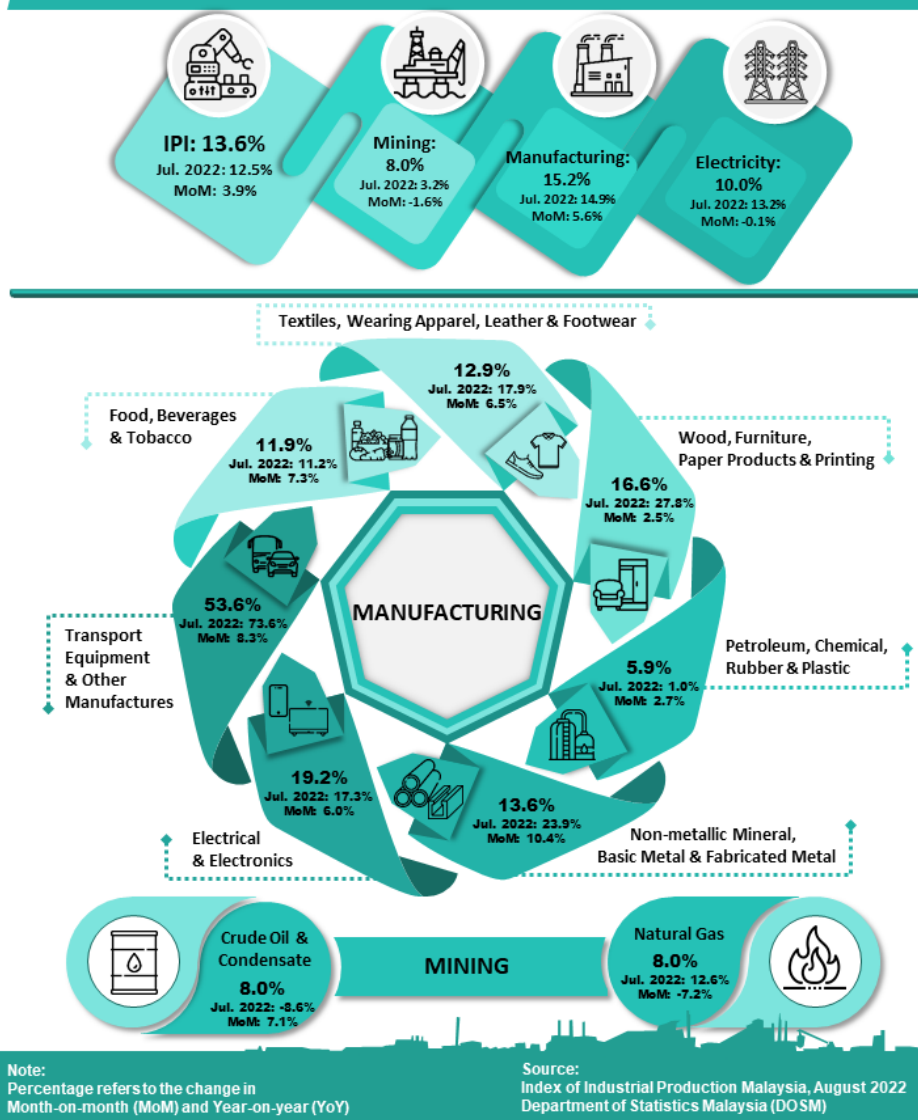 IPI: 13.6%
Jul. 2022: 12.5%
MoM: 3.9%
Mining:
8.0%
Jul. 2022: 3.2%
MoM: -1.6%
Manufacturing:
15.2%
Jul. 2022: 14.9%
MoM: 5.6%
Electricity:
10.0%
Jul. 2022: 13.2%
MoM: -0.1%
Textiles, Wearing Apparel, Leather & Footwear
12.9%
Jul. 2022: 17.9%
MoM: 6.5%
Food, Beverages
& Tobacco
11.9%
Jul. 2022: 11.2%
MoM: 7.3%
Wood, Furniture,
Paper Products & Printing
16.6%
Jul. 2022: 27.8%
MoM: 2.5%
MANUFACTURING
53.6%
Jul. 2022: 73.6%
MoM: 8.3%
Transport
Equipment
& Other
Manufactures
Petroleum, Chemical,
Rubber & Plastic
5.9%
Jul. 2022: 1.0%
MoM: 2.7%
19.2%
Jul. 2022: 17.3%
MoM: 6.0%
Electrical
& Electronics
13.6%
Jul. 2022: 23.9%
MoM: 10.4%
Non-metallic Mineral,
Basic Metal & Fabricated Metal
Crude Oil &
Condensate
8.0%
Jul. 2022: -8.6%
MoM: 7.1%
MINING
Natural Gas
8.0%
Jul. 2022: 12.6%
MoM: -7.2%
Note:
Percentage refers to the change in
Month-on-month (MoM) and Year-on-year (YoY)
Source:
Index of Industrial Production Malaysia, August 2022
Department of Statistics Malaysia (DOSM)